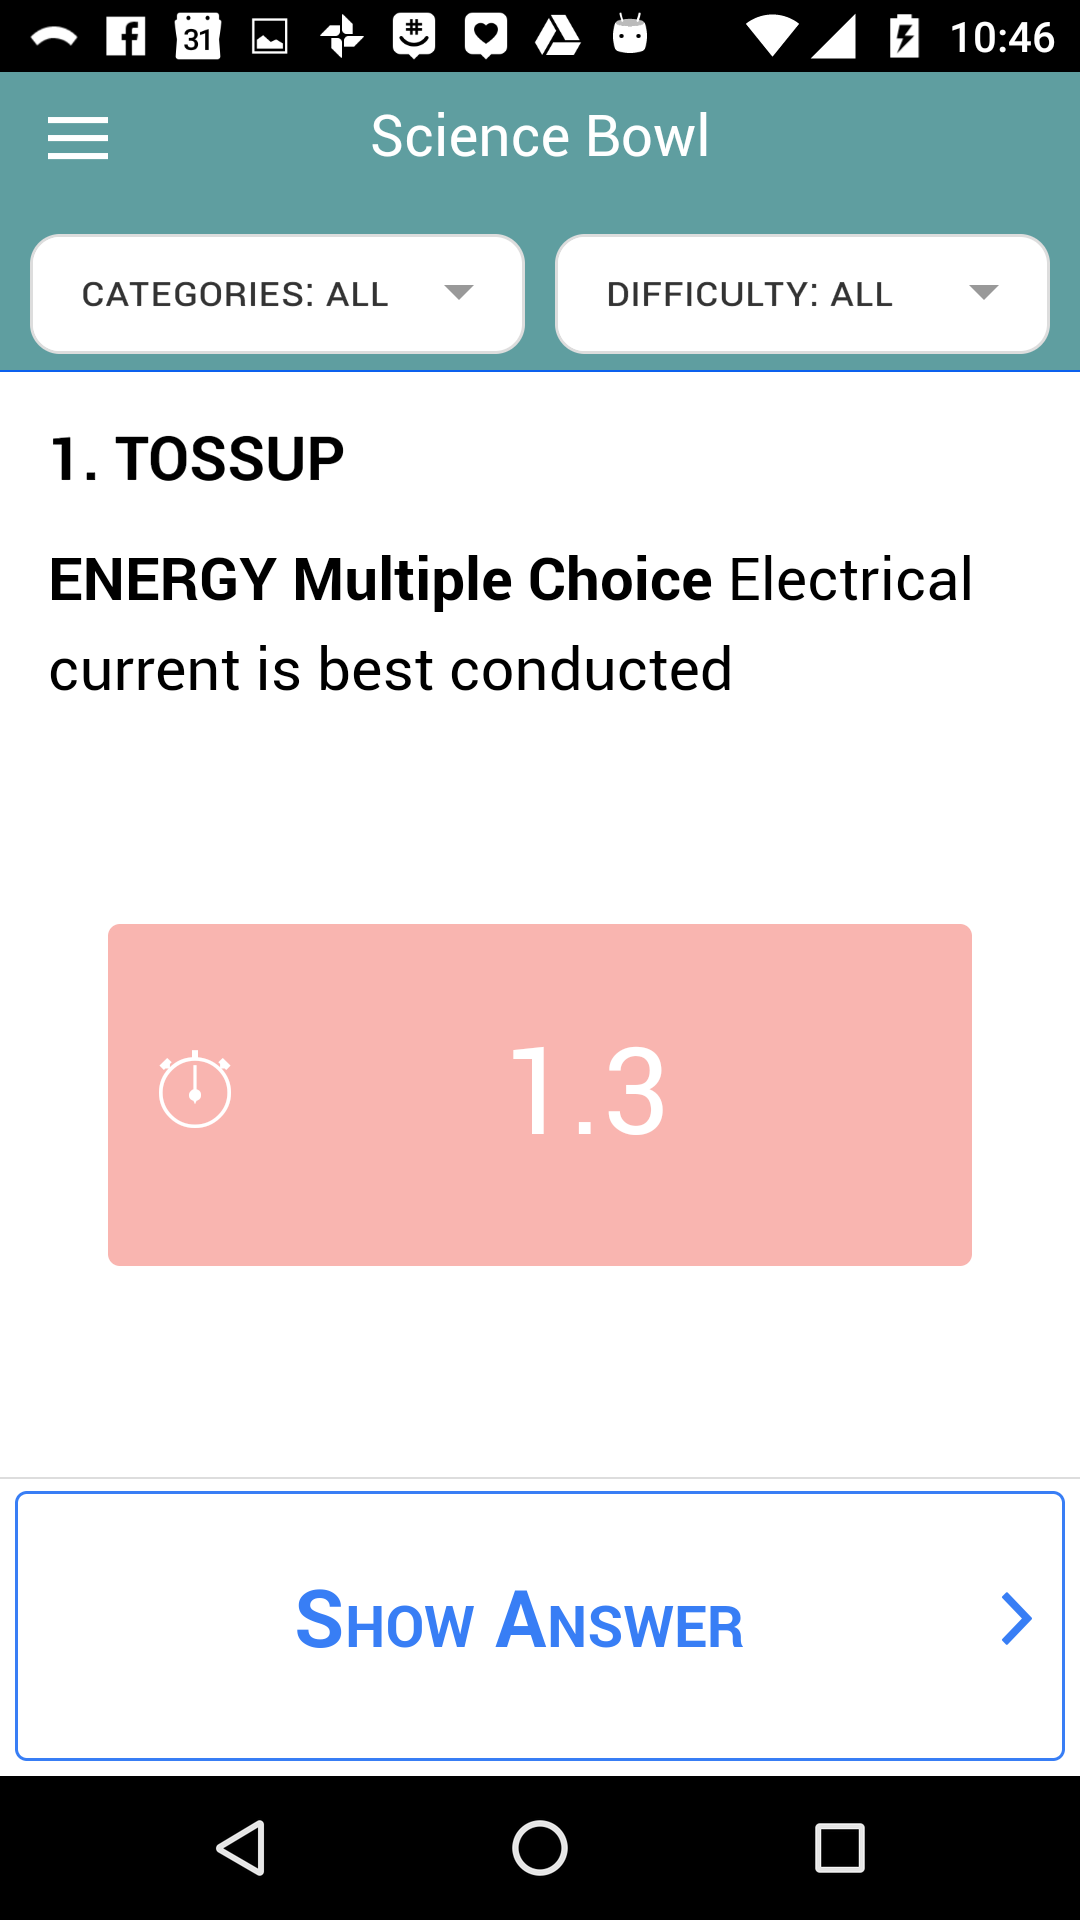 31
10:46
Science Bowl
CATEGORIES: ALL
DIFFICULTY: ALL
1. TOSSUP
ENERGY Multiple Choice Electrical
current is best conducted
1.3
SHOW ANSWER